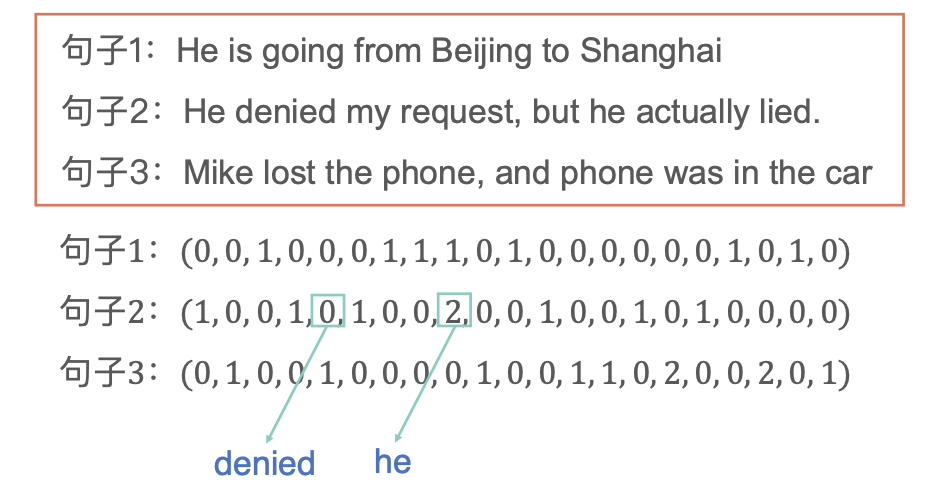 句子1：He is going from Beijing to Shanghai
句子2：He denied my request, but he actually lied.
句子3：Mike lost the phone, and phone was in the car
句子1：(0, 0, 1, 0, 0, 0, 1, 1, 1, 0, 1, 0, 0, 0, 0, 0, 0, 1, 0, 1, 0)
句子2：(1, 0, 0, 1, 0, 1, 0, 0, 2, 0, 0, 1, 0, 0, 1, 0, 1, 0, 0, 0, 0)
句子3：(0, 1, 0, 0, 1, 0, 0, 0, 0, 1, 0, 0, 1, 1, 0, 2, 0, 0, 2, 0, 1)
denied he